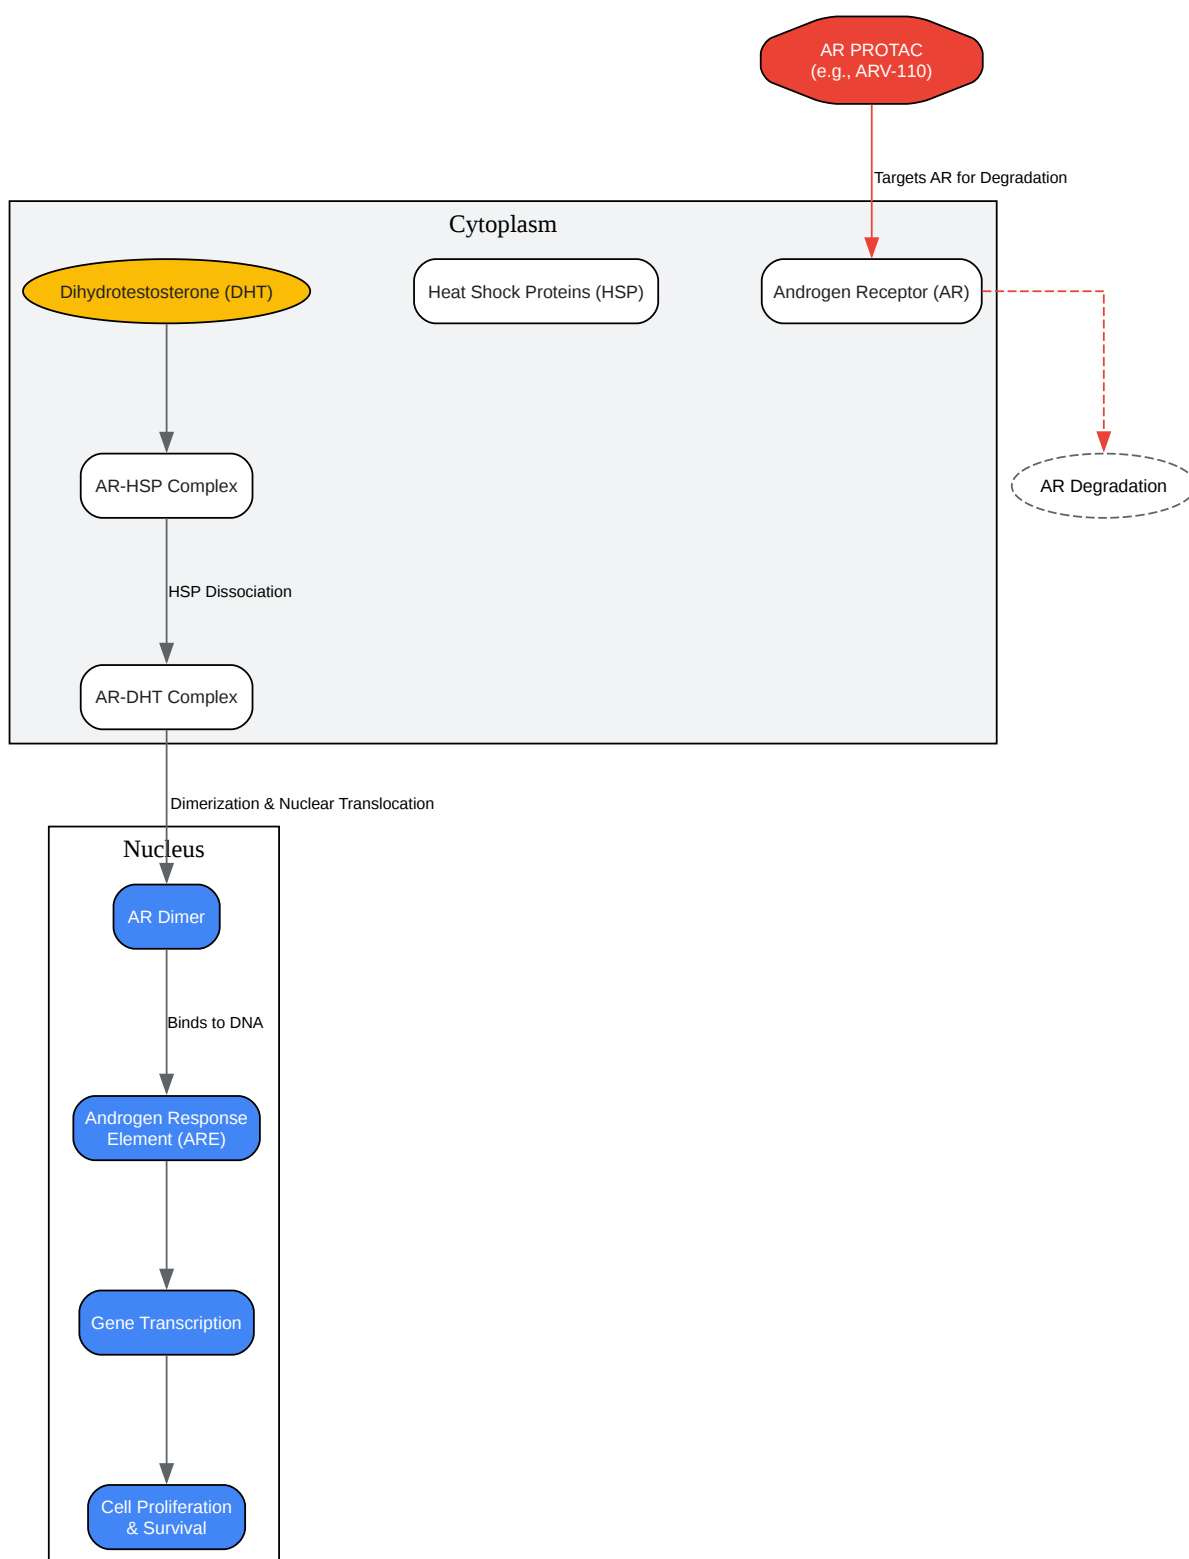 AR PROTAC
(e.g., ARV-110)
Targets AR for Degradation
Cytoplasm
Dihydrotestosterone (DHT)
Heat Shock Proteins (HSP)
Androgen Receptor (AR)
AR-HSP Complex
AR Degradation
HSP Dissociation
AR-DHT Complex
Dimerization & Nuclear Translocation
Nucleus
AR Dimer
Binds to DNA
Androgen Response
Element (ARE)
Gene Transcription
Cell Proliferation
& Survival